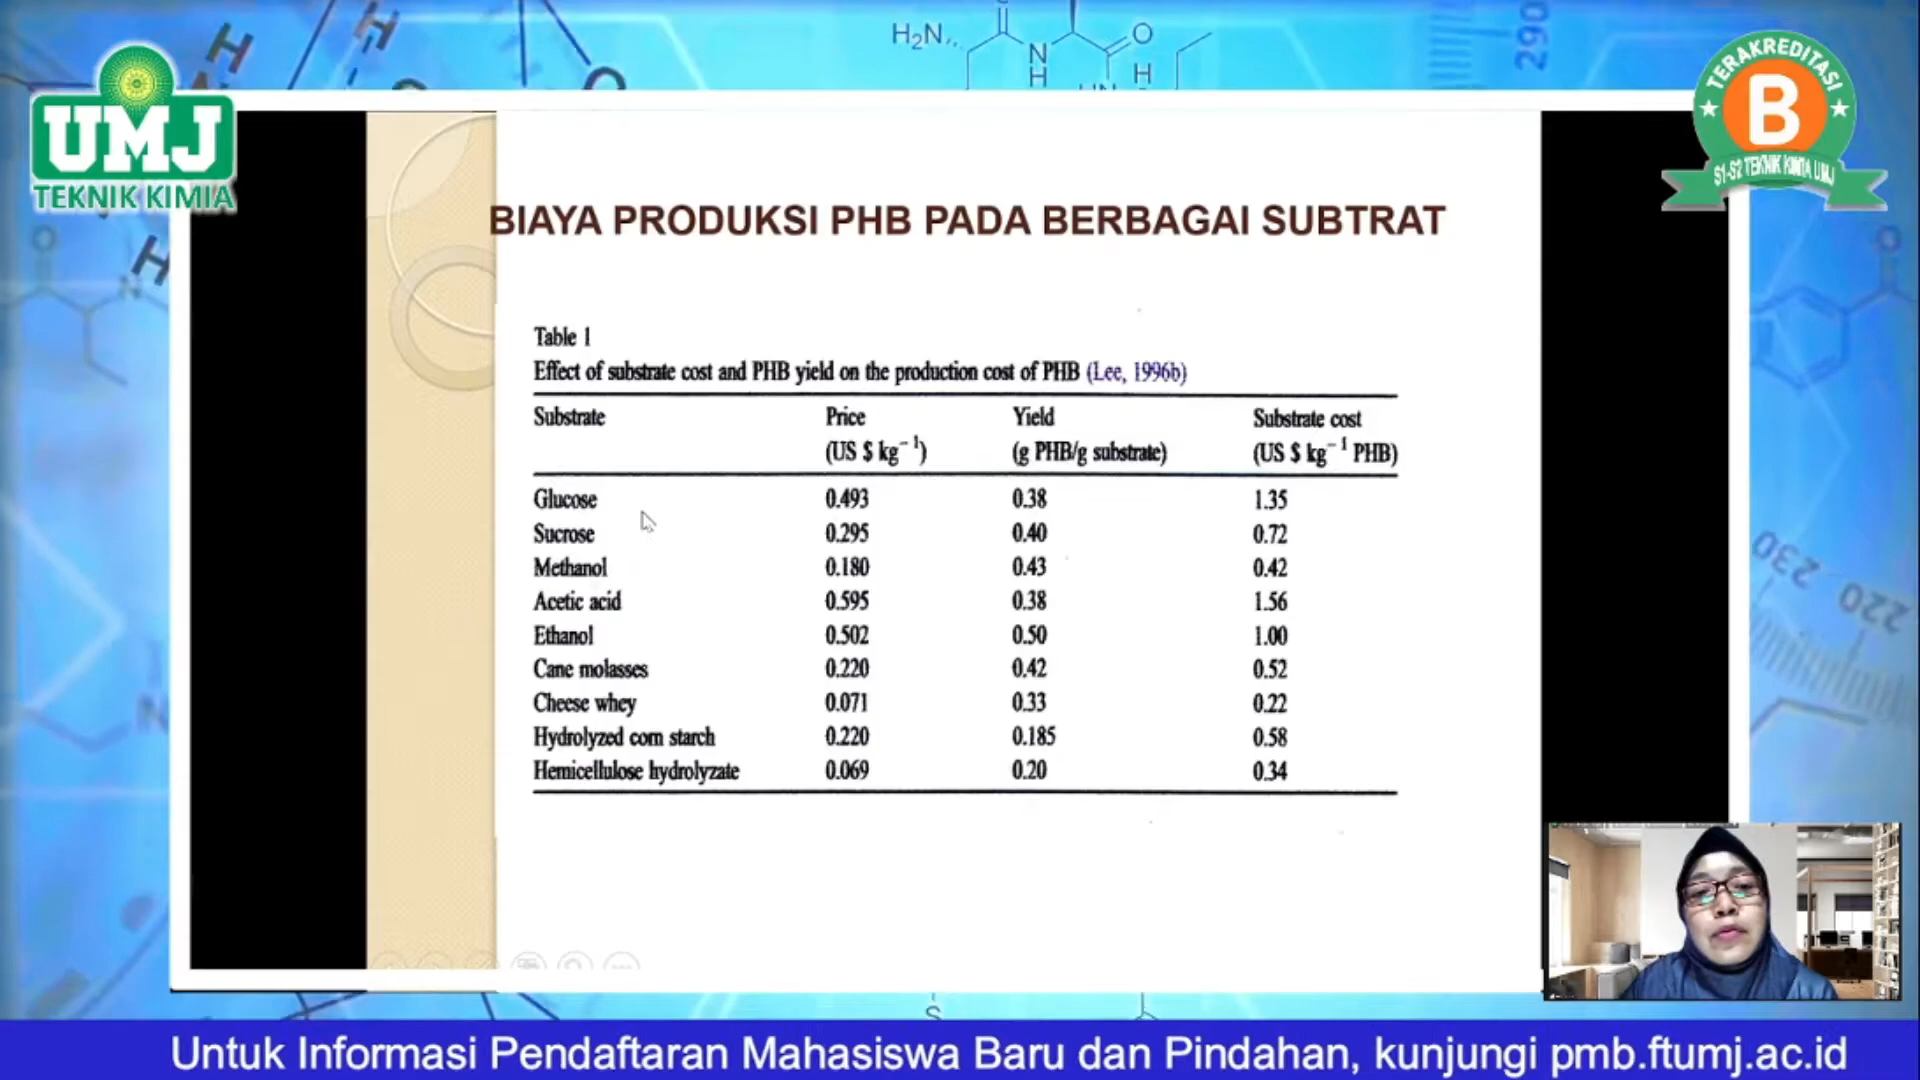 H₂N
N
H
O
H
HN
290
H
H
UMJ
TEKNIK KIMIA
TERAKREDITASI
B
S1-S2 TEKNIK KIMIA UMJ
BIAYA PRODUKSI PHB PADA BERBAGAI SUBTRAT
H
N
Table 1
Effect of substrate cost and PHB yield on the production cost of PHB (Lee, 1996b)
Substrate Price Yield Substrate cost
(US $ kg⁻¹) (g PHB/g substrate) (US $ kg⁻¹ PHB)
Glucose 0.493 0.38 1.35
Sucrose 0.295 0.40 0.72
Methanol 0.180 0.43 0.42
Acetic acid 0.595 0.38 1.56
Ethanol 0.502 0.50 1.00
Cane molasses 0.220 0.42 0.52
Cheese whey 0.071 0.33 0.22
Hydrolyzed corn starch 0.220 0.185 0.58
Hemicellulose hydrolyzate 0.069 0.20 0.34
230
220
N
S
Untuk Informasi Pendaftaran Mahasiswa Baru dan Pindahan, kunjungi pmb.ftumj.ac.id